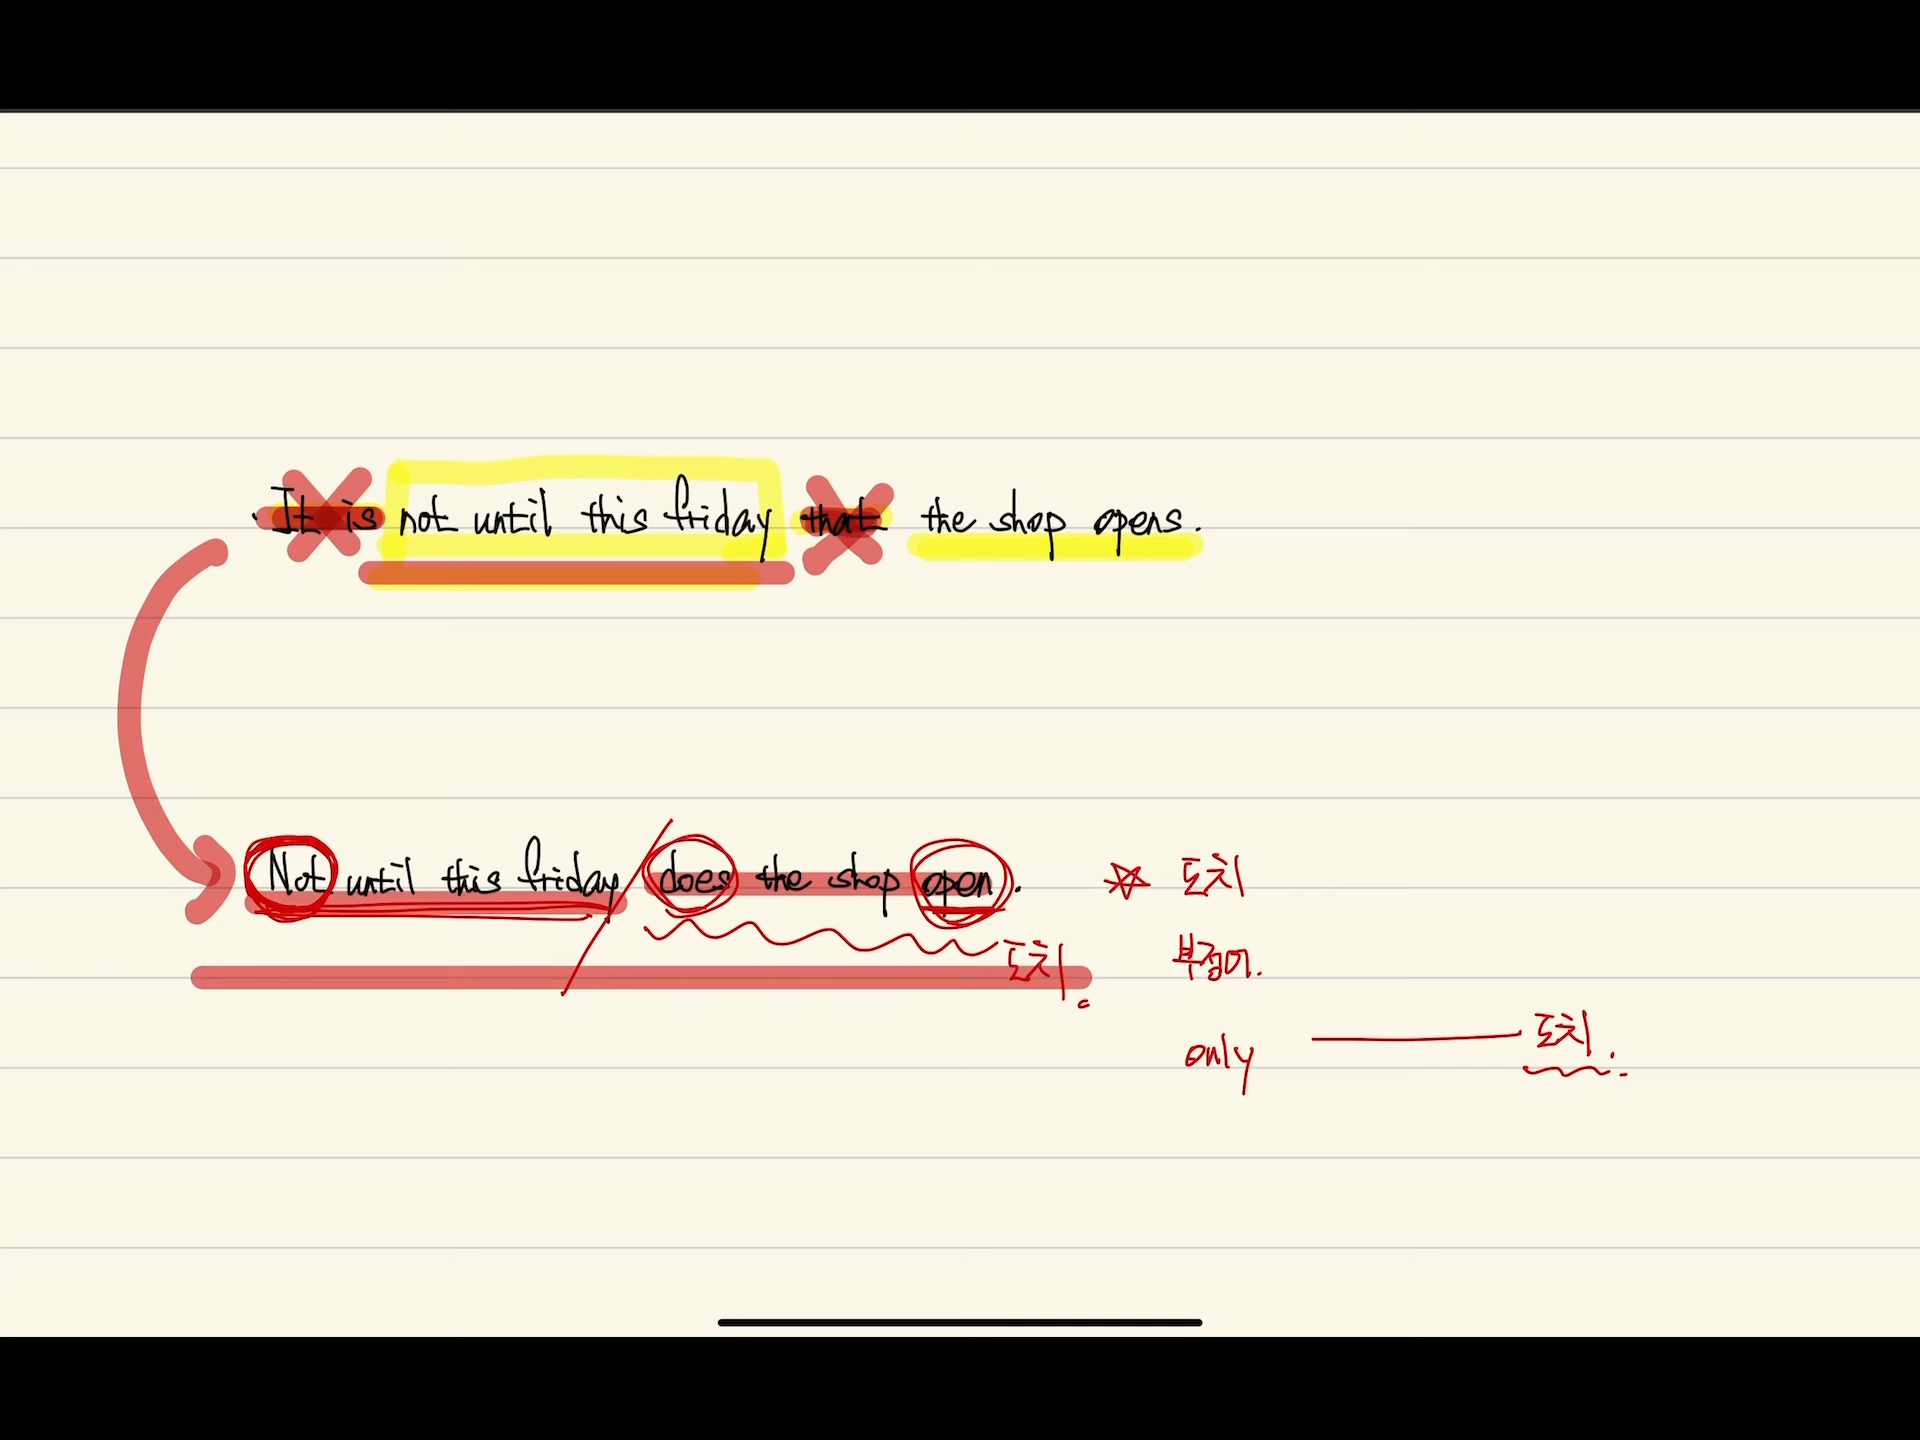 . It is not until this friday that the shop opens.
Not until this friday does the shop open. ☆ 도치
도치. 부정어.
only ——— 도치.